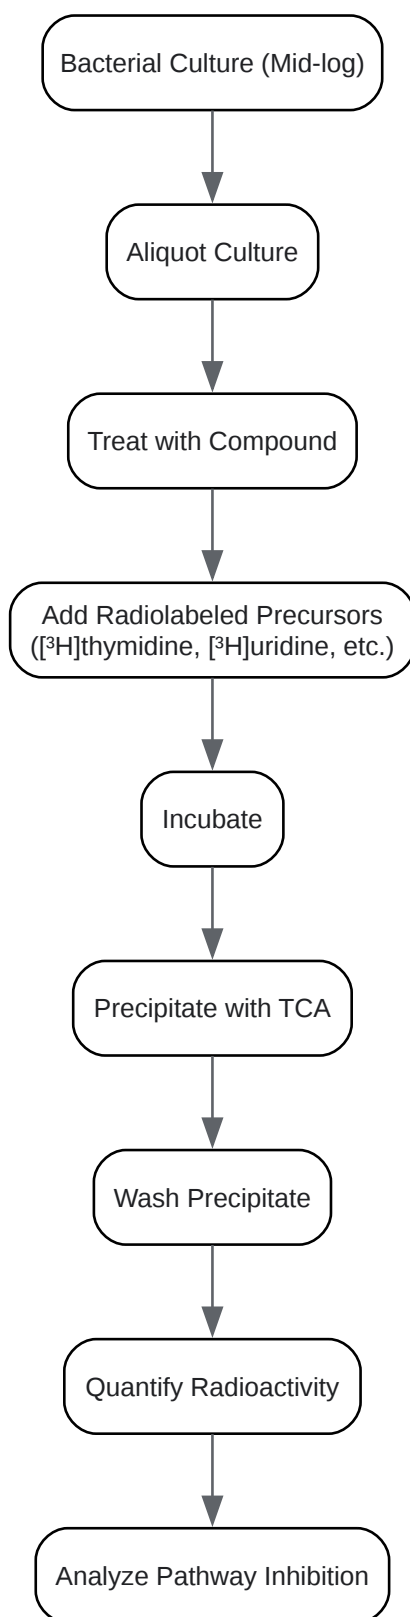 Bacterial Culture (Mid-log)
Aliquot Culture
Treat with Compound
Add Radiolabeled Precursors
([³H]thymidine, [³H]uridine, etc.)
Incubate
Precipitate with TCA
Wash Precipitate
Quantify Radioactivity
Analyze Pathway Inhibition